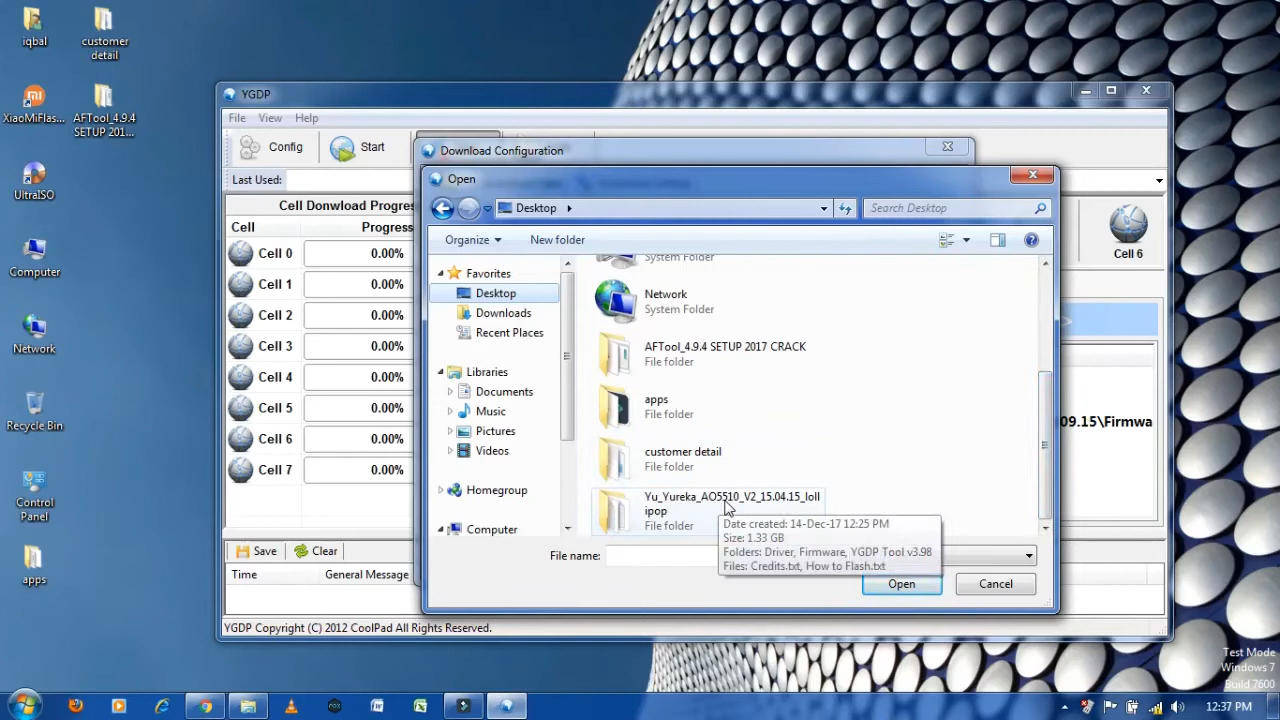 iqbal
customer
detail
XiaoMiFlas...
AFTool_4.9.4
SETUP 201...
UltraISO
Computer
Network
Recycle Bin
Control
Panel
apps
YGDP
File View Help
Config
Start
Last Used:
Cell Donwload Progre
Cell
Progres
Cell 0
0.00%
Cell 1
0.00%
Cell 2
0.00%
Cell 3
0.00%
Cell 4
0.00%
Cell 5
0.00%
Cell 6
0.00%
Cell 7
0.00%
Save
Clear
Time
General Message
YGDP Copyright (C) 2012 CoolPad All Rights Reserved.
Cell 6
09.15\Firmwa
Download Configuration
Open
Desktop
Search Desktop
Organize
New folder
Favorites
Desktop
Downloads
Recent Places
Libraries
Documents
Music
Pictures
Videos
Homegroup
Computer
System Folder
Network
System Folder
AFTool_4.9.4 SETUP 2017 CRACK
File folder
apps
File folder
customer detail
File folder
Yu_Yureka_AO5510_V2_15.04.15_loll
ipop
File folder
Date created: 14-Dec-17 12:25 PM
Size: 1.33 GB
Folders: Driver, Firmware, YGDP Tool v3.98
Files: Credits.txt, How to Flash.txt
File name:
Open
Cancel
Test Mode
Windows 7
Build 7600
12:37 PM